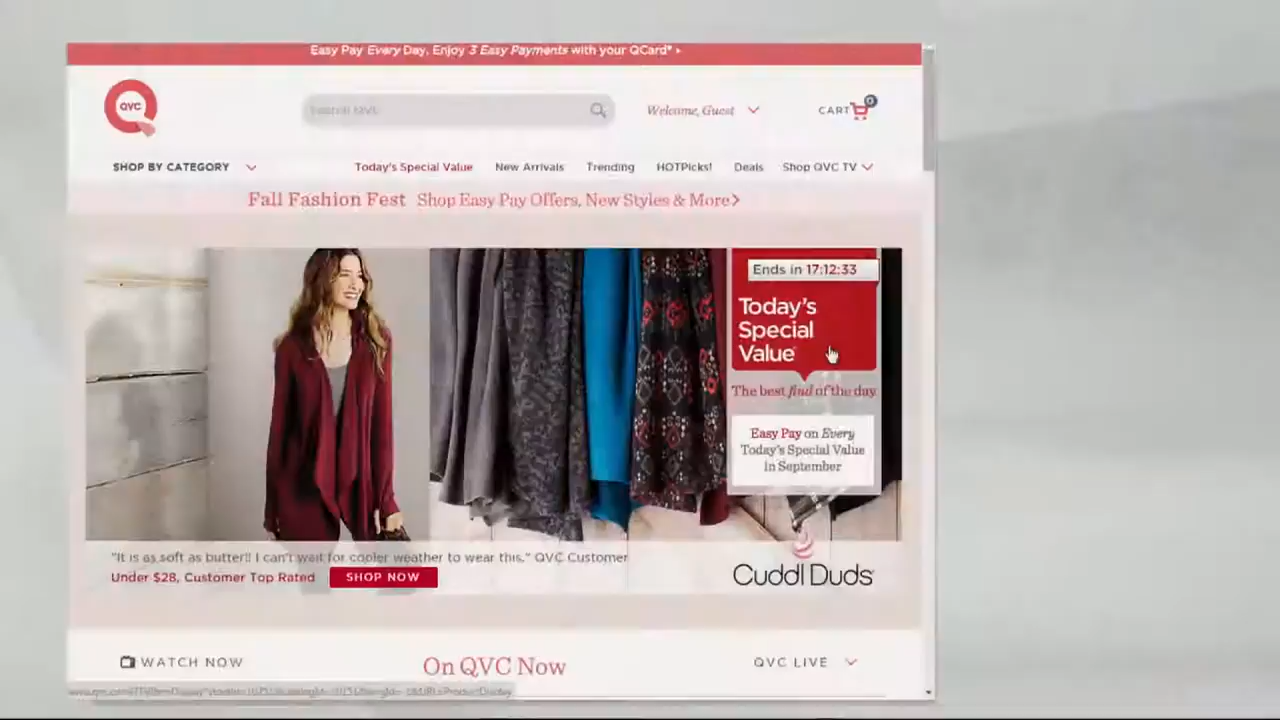 Easy Pay Every Day. Enjoy 3 Easy Payments with your QCard® ▸
QVC
Search QVC
Welcome, Guest
CART
0
SHOP BY CATEGORY
Today's Special Value
New Arrivals
Trending
HOTPicks!
Deals
Shop QVC TV
Fall Fashion Fest Shop Easy Pay Offers, New Styles & More
Ends in 17:12:33
Today's
Special
Value
The best find of the day
Easy Pay on Every
Today's Special Value
in September
"It is as soft as butter!! I can't wait for cooler weather to wear this." QVC Customer
Under $28, Customer Top Rated
SHOP NOW
Cuddl Duds
WATCH NOW
On QVC Now
QVC LIVE